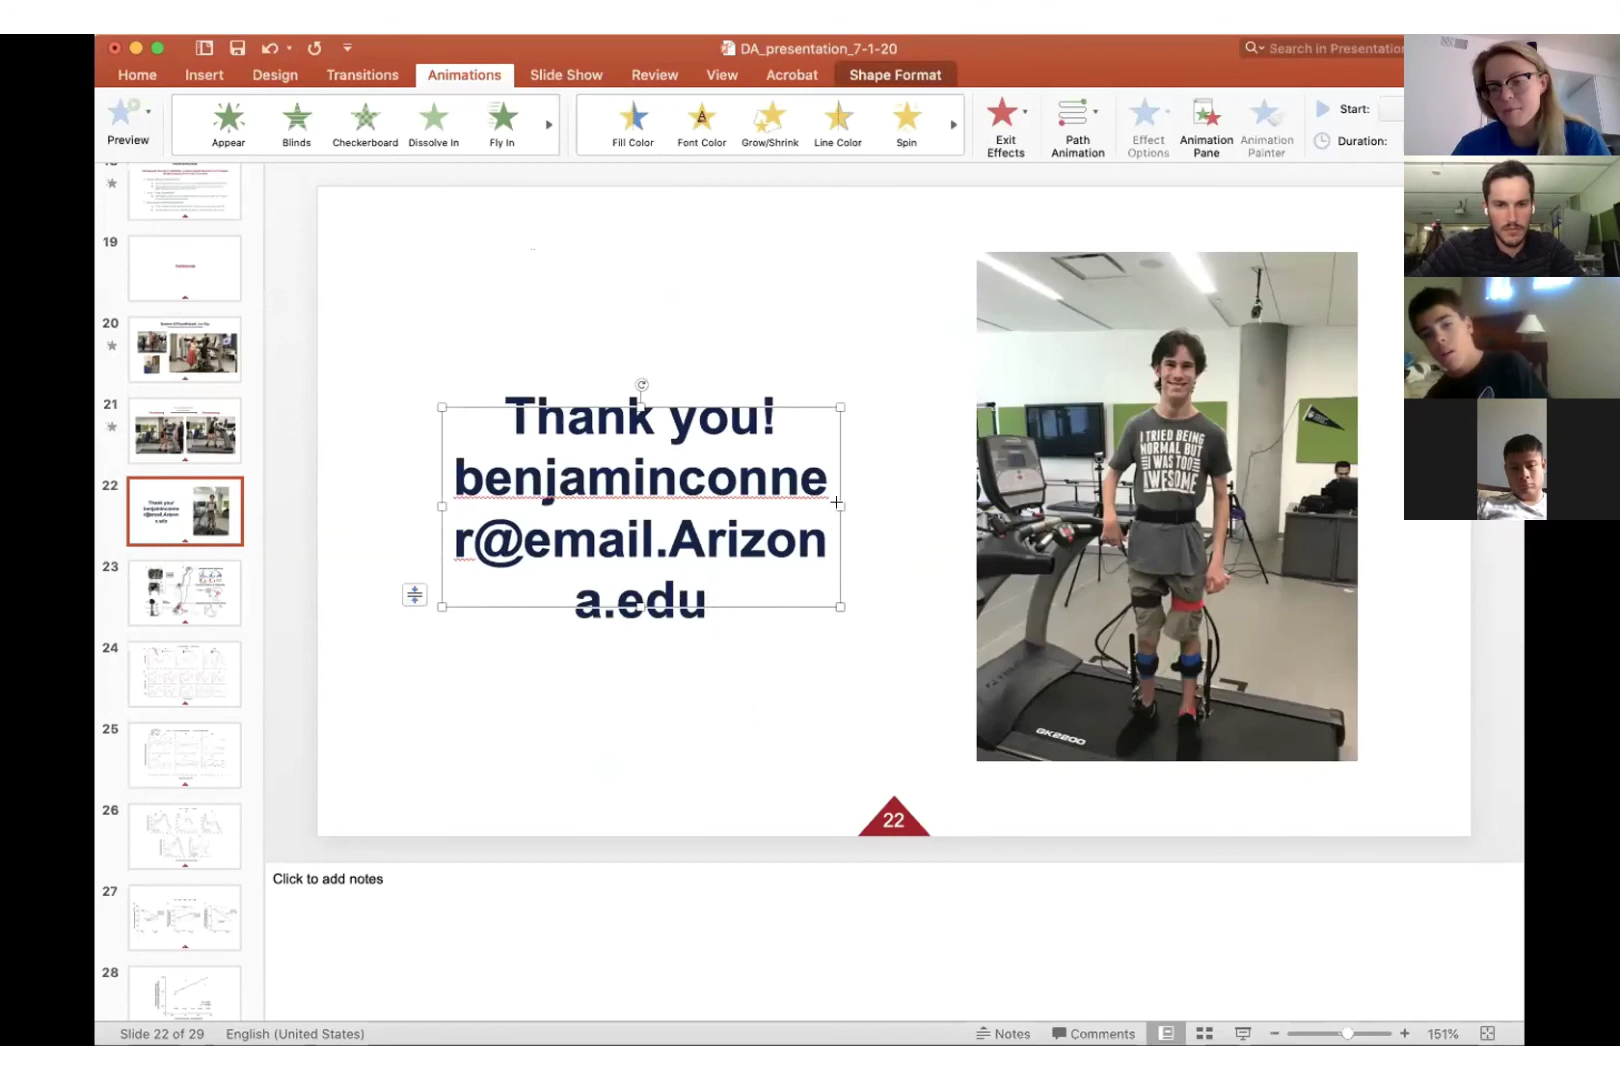 DA_presentation_7-1-20
Search in Presentation
Home Insert Design Transitions Animations Slide Show Review View Acrobat Shape Format
Preview
Appear Blinds Checkerboard Dissolve In Fly In
Fill Color Font Color Grow/Shrink Line Color Spin
Exit Effects
Path Animation
Effect Options
Animation Pane
Animation Painter
Start:
Duration:
19
20
21
22
23
24
25
26
27
28
Thank you!
benjaminconne
r@email.Arizon
a.edu
I TRIED BEING
NORMAL BUT
I WAS TOO
AWESOME
GK2200
22
Click to add notes
Slide 22 of 29 English (United States)
Notes Comments 151%